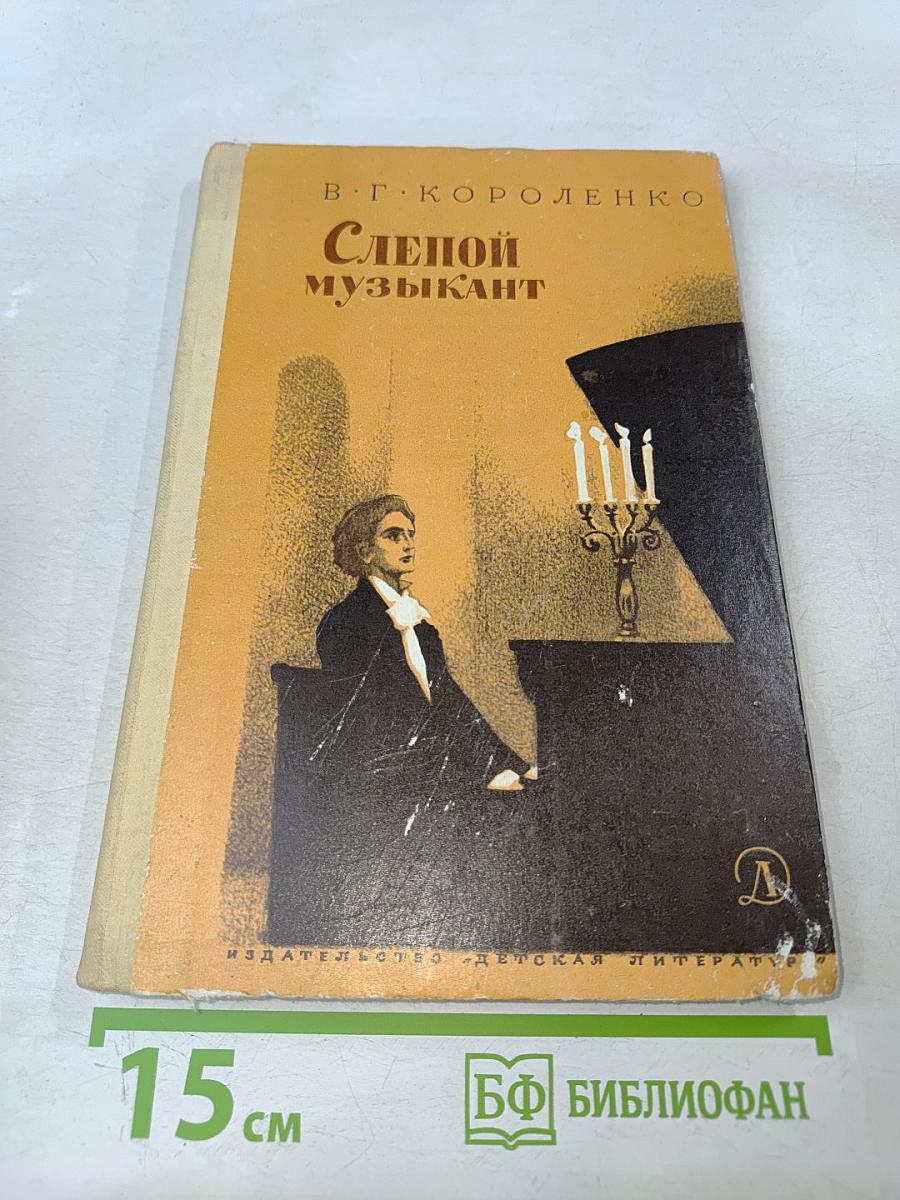 В·Г·КОРОЛЕНКО
СЛЕПОЙ
МУЗЫКАНТ
Д
ИЗДАТЕЛЬСТВО „ДЕТСКАЯ ЛИТЕРАТУРА"
15 см
БФ БИБЛИОФАН